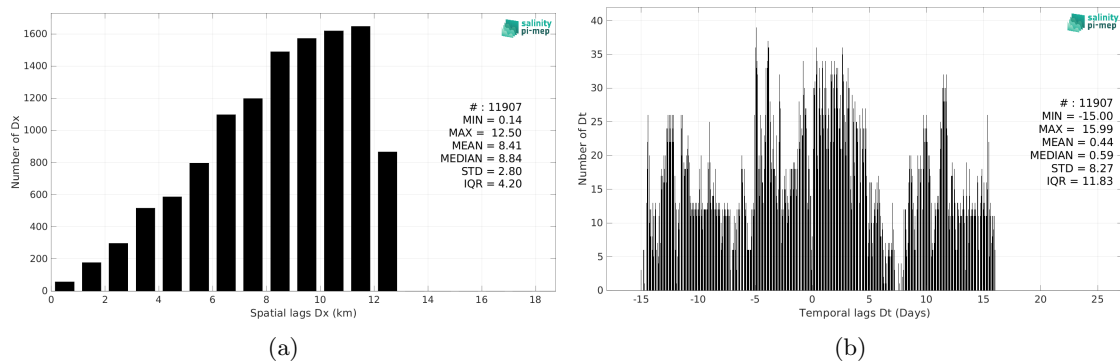 salinity
pi-mep
1600
1400
1200
1000
800
600
400
200
0
Number of Dx
# : 11907
MIN = 0.14
MAX = 12.50
MEAN = 8.41
MEDIAN = 8.84
STD = 2.80
IQR = 4.20
0 2 4 6 8 10 12 14 16 18
Spatial lags Dx (km)
(a)
salinity
pi-mep
40
35
30
25
20
15
10
5
0
Number of Dt
# : 11907
MIN = -15.00
MAX = 15.99
MEAN = 0.44
MEDIAN = 0.59
STD = 8.27
IQR = 11.83
-15 -10 -5 0 5 10 15 20 25
Temporal lags Dt (Days)
(b)